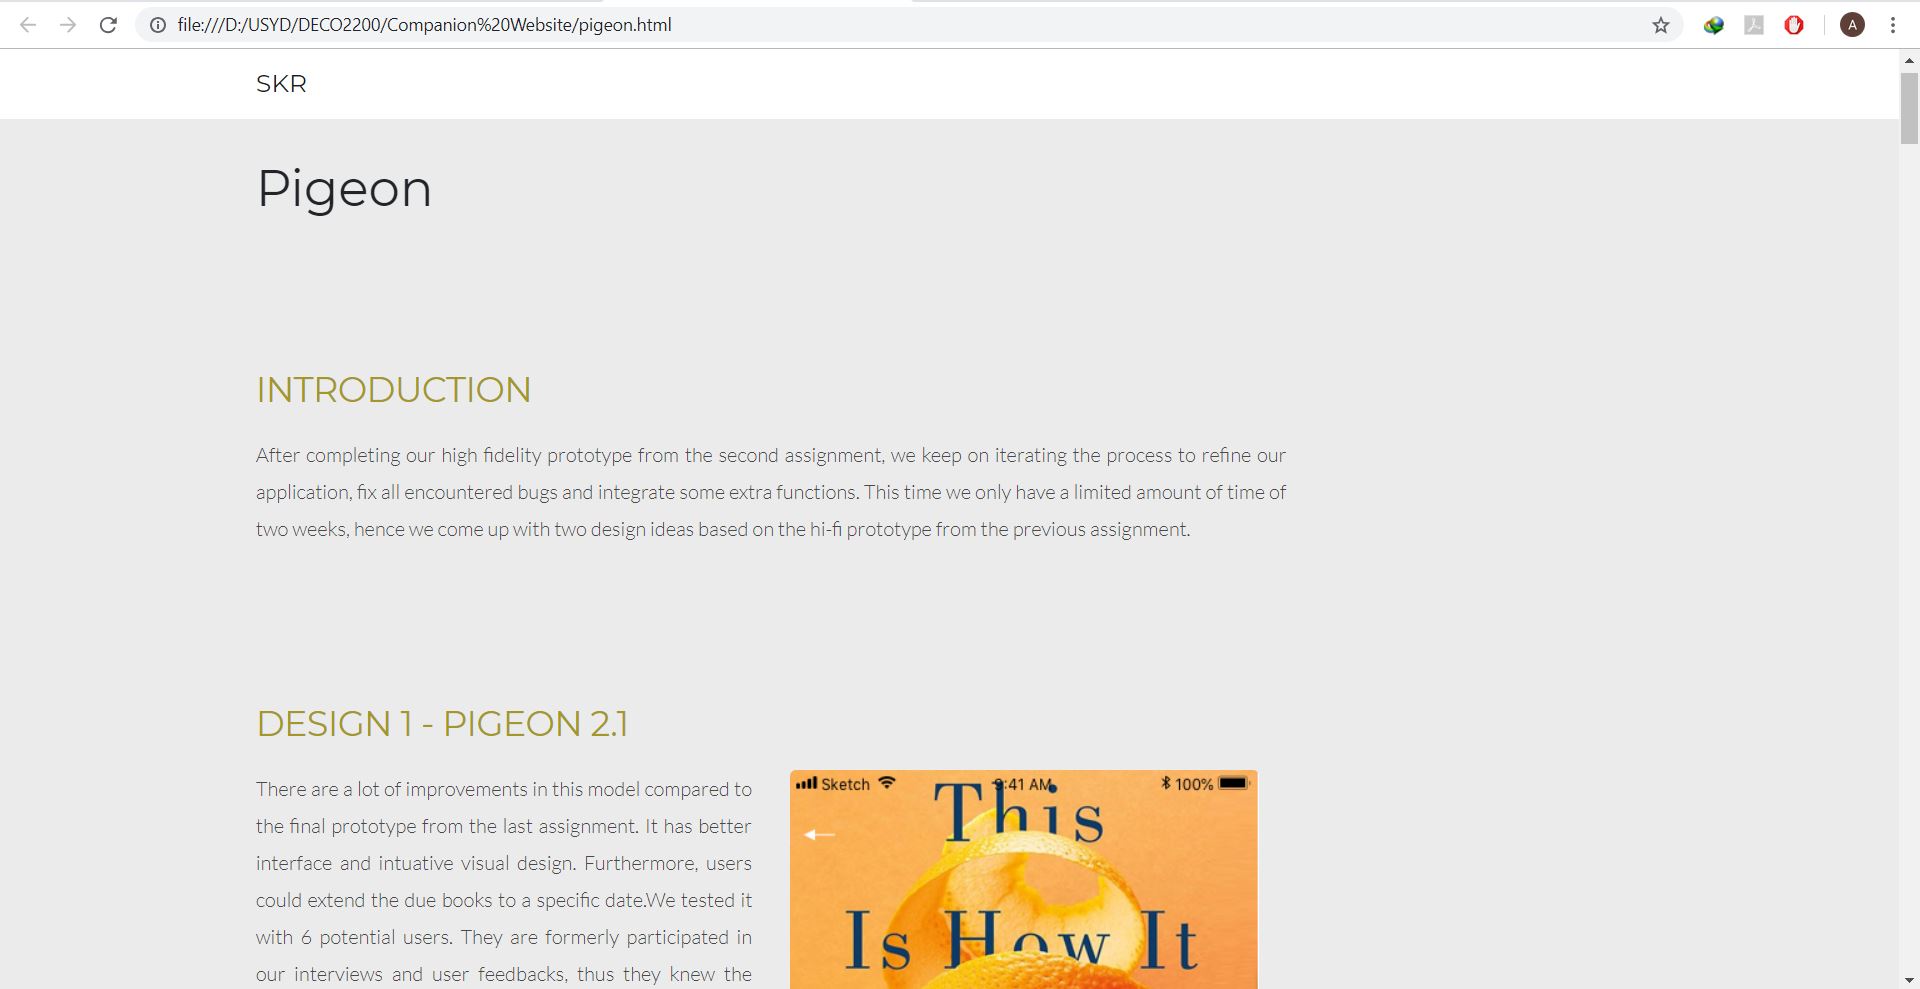 file:///D:/USYD/DECO2200/Companion%20Website/pigeon.html
A
SKR
Pigeon
INTRODUCTION
After completing our high fidelity prototype from the second assignment, we keep on iterating the process to refine our
application, fix all encountered bugs and integrate some extra functions. This time we only have a limited amount of time of
two weeks, hence we come up with two design ideas based on the hi-fi prototype from the previous assignment.
DESIGN 1 - PIGEON 2.1
There are a lot of improvements in this model compared to
the final prototype from the last assignment. It has better
interface and intuative visual design. Furthermore, users
could extend the due books to a specific date.We tested it
with 6 potential users. They are formerly participated in
our interviews and user feedbacks, thus they knew the
Sketch 9:41 AM 100%
This
Is How It